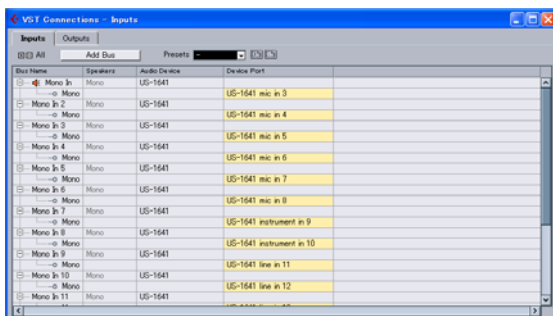 VST Connections - Inputs
Inputs Outputs
All Add Bus Presets -
Bus Name Speakers Audio Device Device Port
Mono In Mono US-1641
Mono US-1641 mic in 3
Mono In 2 Mono US-1641
Mono US-1641 mic in 4
Mono In 3 Mono US-1641
Mono US-1641 mic in 5
Mono In 4 Mono US-1641
Mono US-1641 mic in 6
Mono In 5 Mono US-1641
Mono US-1641 mic in 7
Mono In 6 Mono US-1641
Mono US-1641 mic in 8
Mono In 7 Mono US-1641
Mono US-1641 instrument in 9
Mono In 8 Mono US-1641
Mono US-1641 instrument in 10
Mono In 9 Mono US-1641
Mono US-1641 line in 11
Mono In 10 Mono US-1641
Mono US-1641 line in 12
Mono In 11 Mono US-1641